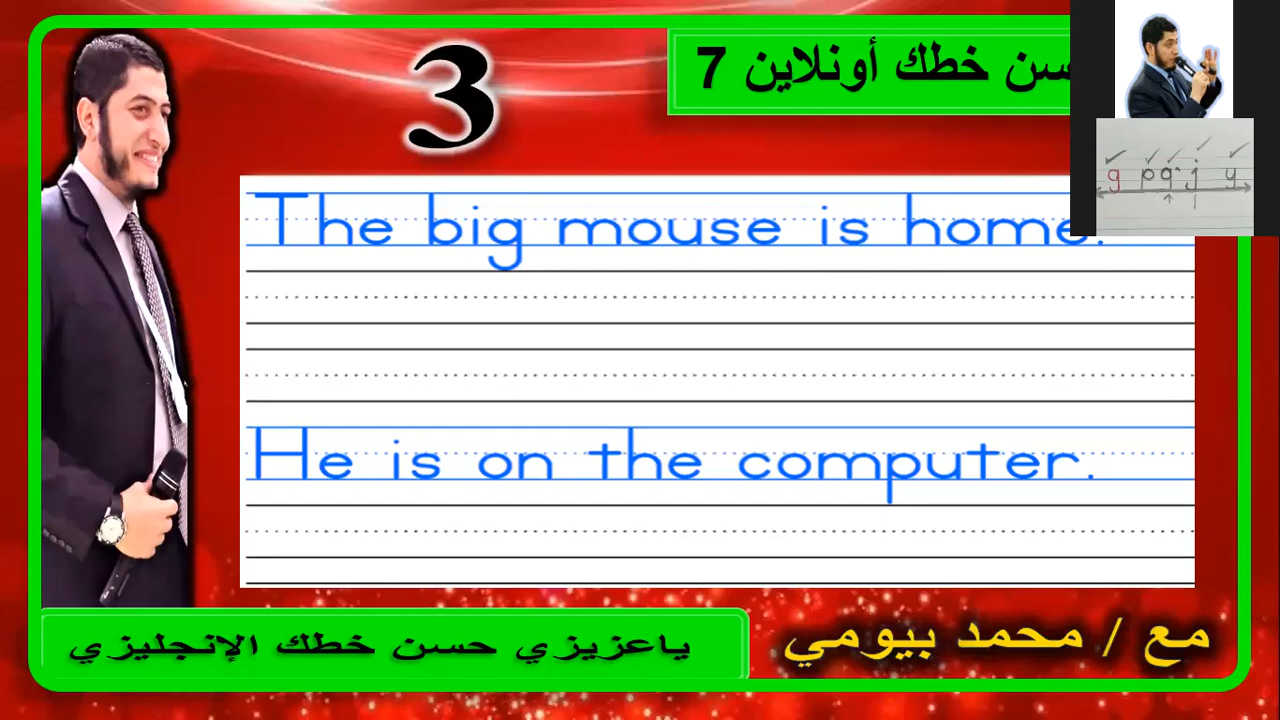 3
سن خطك أونلاين 7
g p q j y
The big mouse is home.
He is on the computer.
ياعزيزي حسن خطك الإنجليزي
مع / محمد بيومي